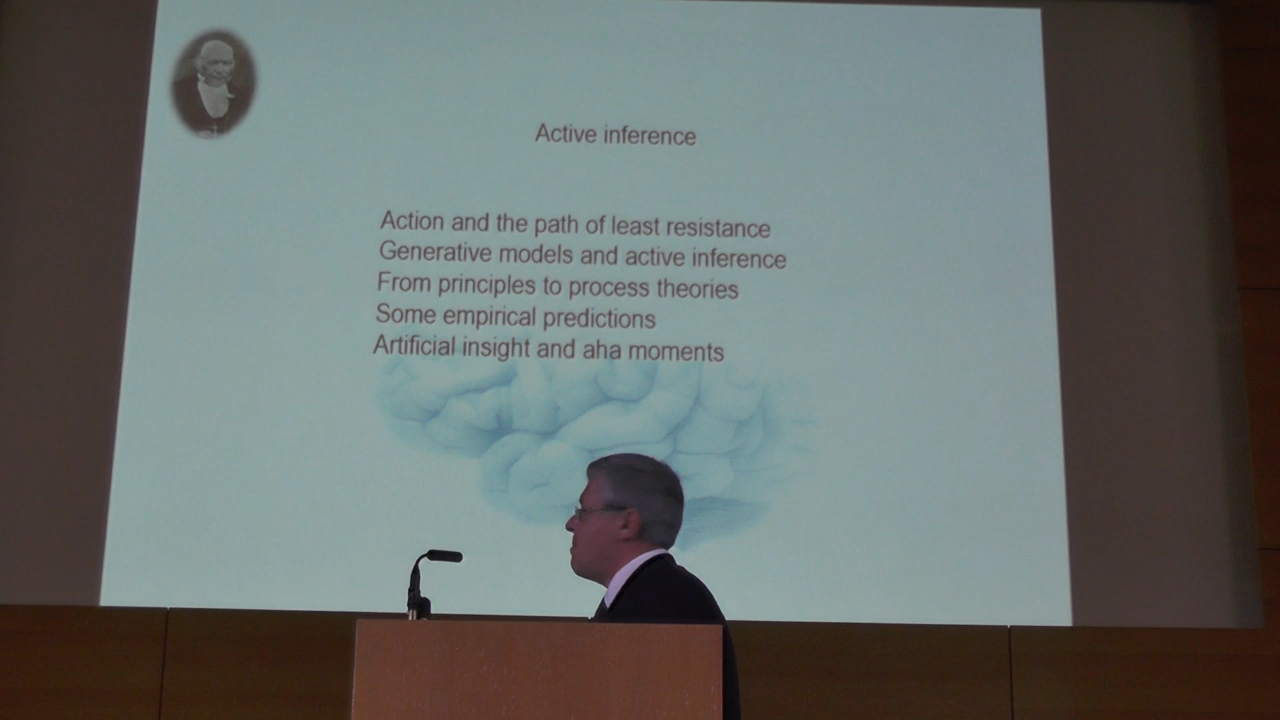 Active inference
Action and the path of least resistance
Generative models and active inference
From principles to process theories
Some empirical predictions
Artificial insight and aha moments